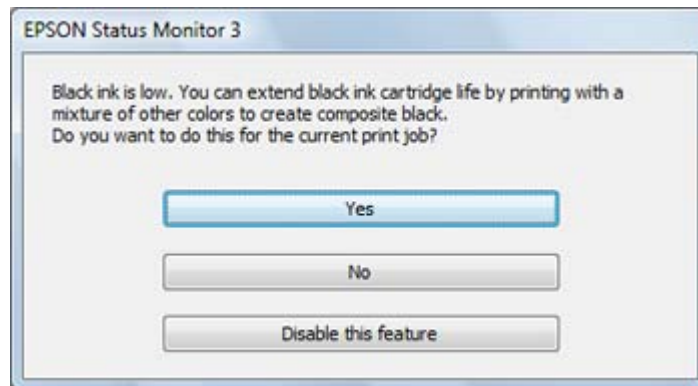 EPSON Status Monitor 3
Black ink is low. You can extend black ink cartridge life by printing with a
mixture of other colors to create composite black.
Do you want to do this for the current print job?
Yes
No
Disable this feature